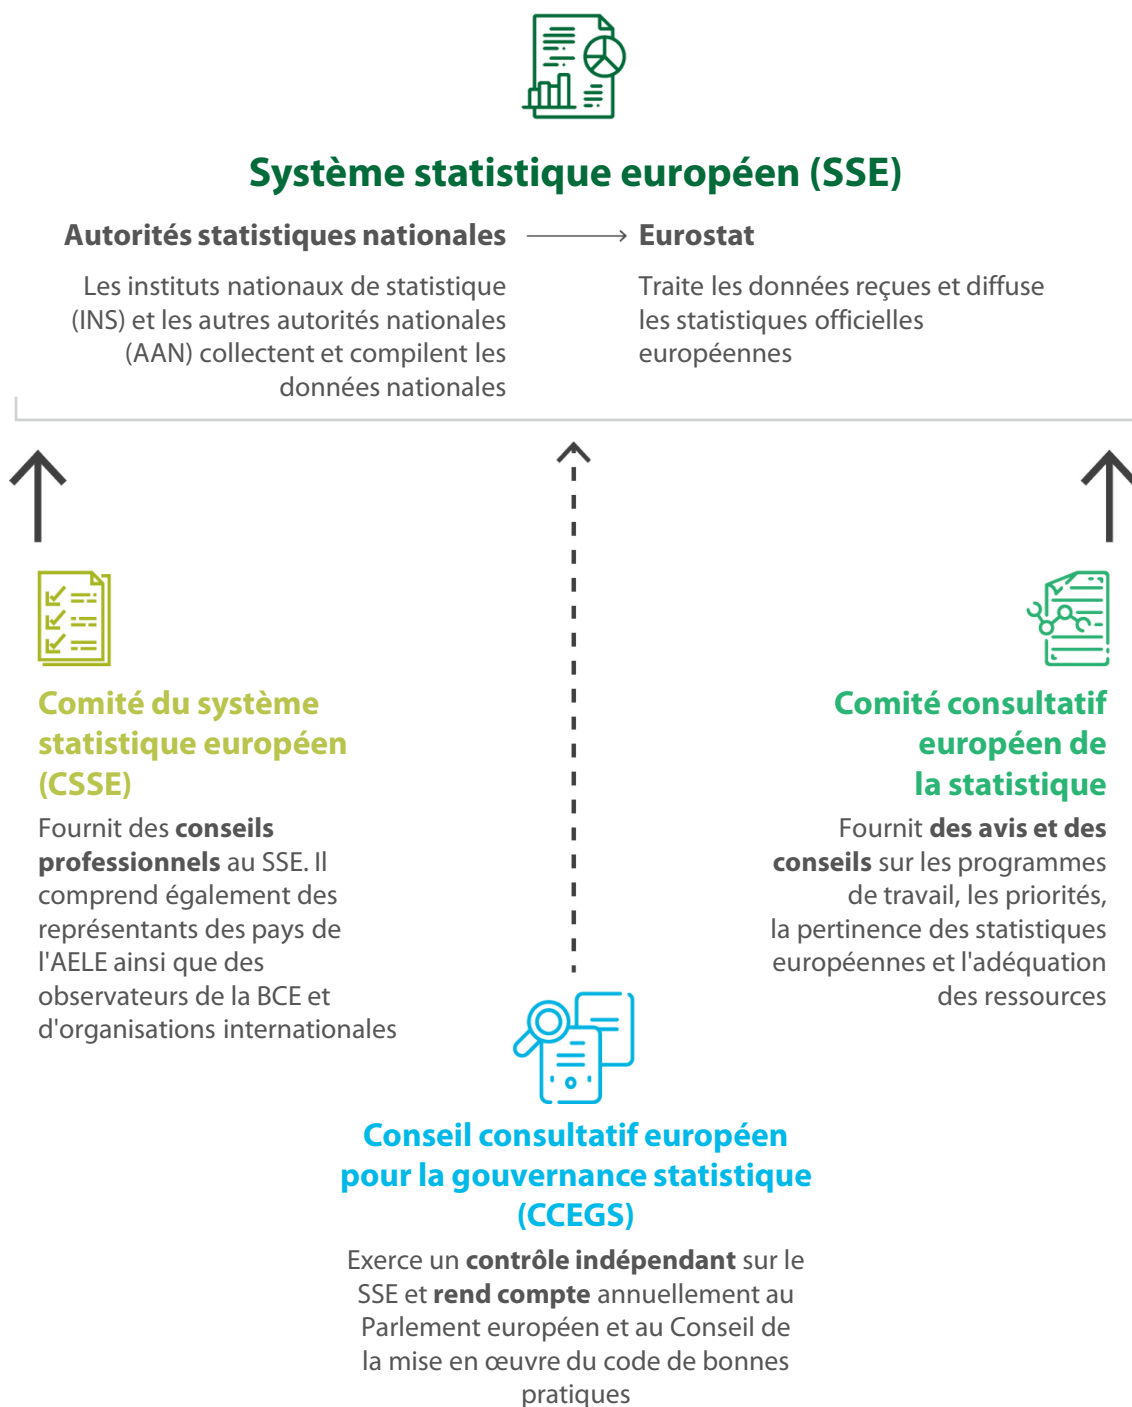 Système statistique européen (SSE)
Autorités statistiques nationales
Les instituts nationaux de statistique
(INS) et les autres autorités nationales
(AAN) collectent et compilent les
données nationales
Eurostat
Traite les données reçues et diffuse
les statistiques officielles
européennes
Comité du système
statistique européen
(CSSE)
Fournit des conseils
professionnels au SSE. Il
comprend également des
représentants des pays de
l'AELE ainsi que des
observateurs de la BCE et
d'organisations internationales
Comité consultatif
européen de
la statistique
Fournit des avis et des
conseils sur les programmes
de travail, les priorités,
la pertinence des statistiques
européennes et l'adéquation
des ressources
Conseil consultatif européen
pour la gouvernance statistique
(CCEGS)
Exerce un contrôle indépendant sur le
SSE et rend compte annuellement au
Parlement européen et au Conseil de
la mise en œuvre du code de bonnes
pratiques